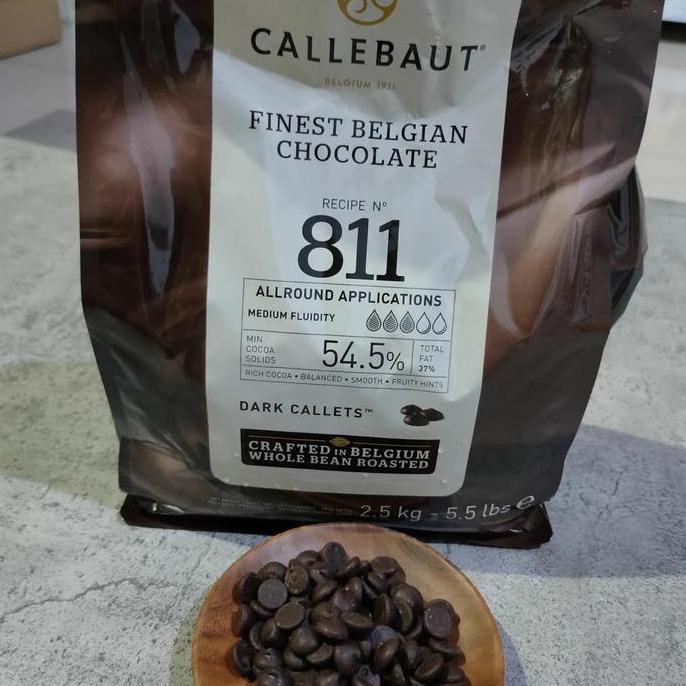 CALLEBAUT®
BELGIUM 1911
FINEST BELGIAN
CHOCOLATE
RECIPE N°
811
ALLROUND APPLICATIONS
MEDIUM FLUIDITY
MIN
COCOA
SOLIDS
54.5%
TOTAL
FAT
37%
RICH COCOA • BALANCED • SMOOTH • FRUITY HINTS
DARK CALLETS™
CRAFTED IN BELGIUM
WHOLE BEAN ROASTED
2.5 kg - 5.5 lbs ℮